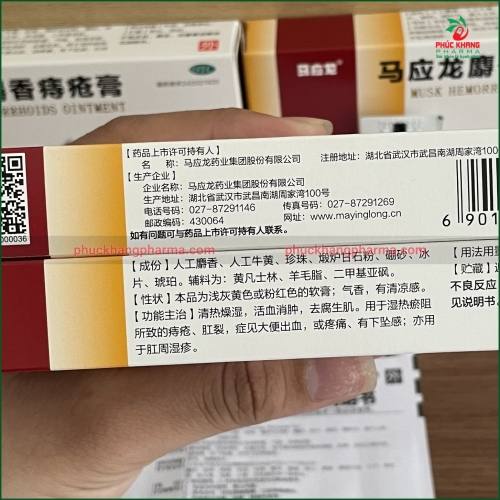 PHÚC KHANG
PHARMA
麝香痔疮膏
HEMORRHOIDS OINTMENT
马应龙
马应龙麝
MUSK HEMORR
【药品上市许可持有人】
名 称：马应龙药业集团股份有限公司 注册地址：湖北省武汉市武昌南湖周家湾100
【生产企业】
企业名称：马应龙药业集团股份有限公司
生产地址：湖北省武汉市武昌南湖周家湾100号
电话号码：027-87291146 传真号码：027-87291269
邮政编码：430064 网址：www.mayinglong.cn
如有问题可与药品上市许可持有人联系。
0000036
6 901
phuckhangpharma.com phuckhangpharma.com
【成份】人工麝香、人工牛黄、珍珠、煅炉甘石粉、硼砂、冰
片、琥珀。辅料为：黄凡士林、羊毛脂、二甲基亚砜。
【性状】本品为浅灰黄色或粉红色的软膏；气香，有清凉感。
【功能主治】清热燥湿，活血消肿，去腐生肌。用于湿热瘀阻
所致的痔疮、肛裂，症见大便出血，或疼痛、有下坠感；亦用
于肛周湿疹。
【用法用量
【贮藏】
不良反应
见说明书